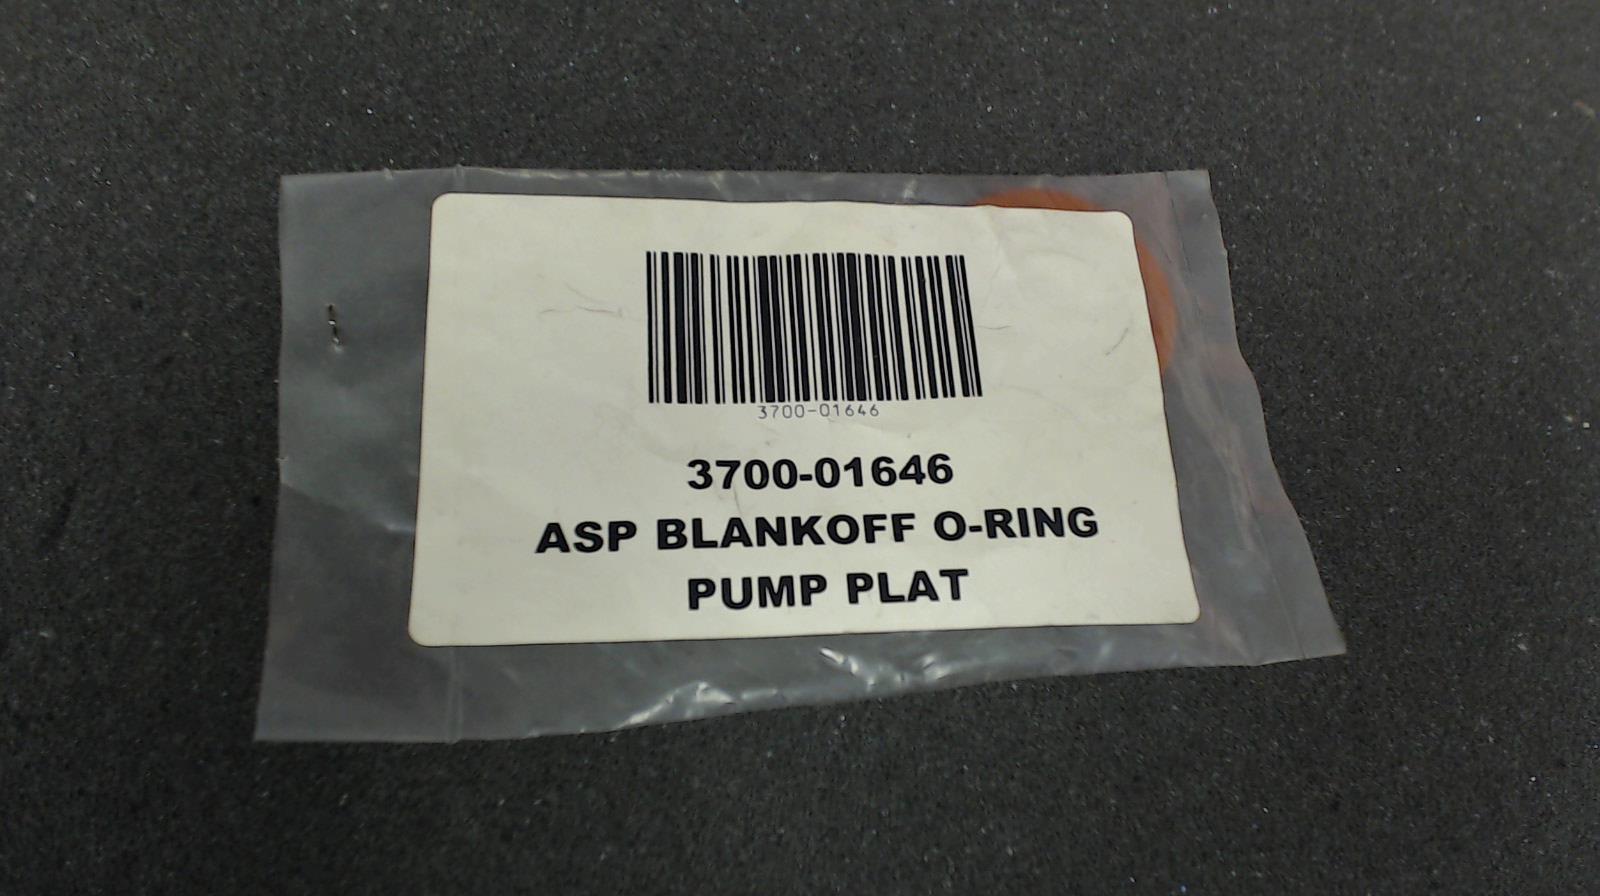 3700-01646
3700-01646
ASP BLANKOFF O-RING
PUMP PLAT